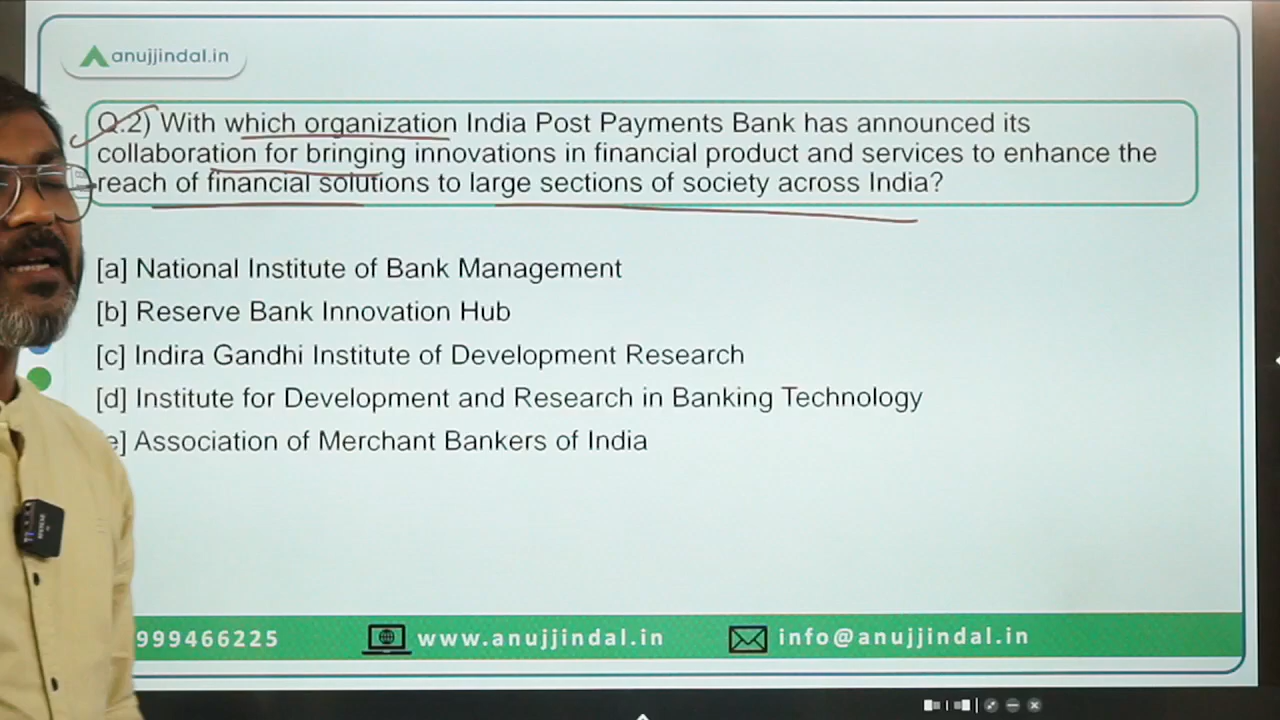 anujjindal.in
Q.2) With which organization India Post Payments Bank has announced its
collaboration for bringing innovations in financial product and services to enhance the
reach of financial solutions to large sections of society across India?
[a] National Institute of Bank Management
[b] Reserve Bank Innovation Hub
[c] Indira Gandhi Institute of Development Research
[d] Institute for Development and Research in Banking Technology
e] Association of Merchant Bankers of India
999466225
www.anujjindal.in
info@anujjindal.in